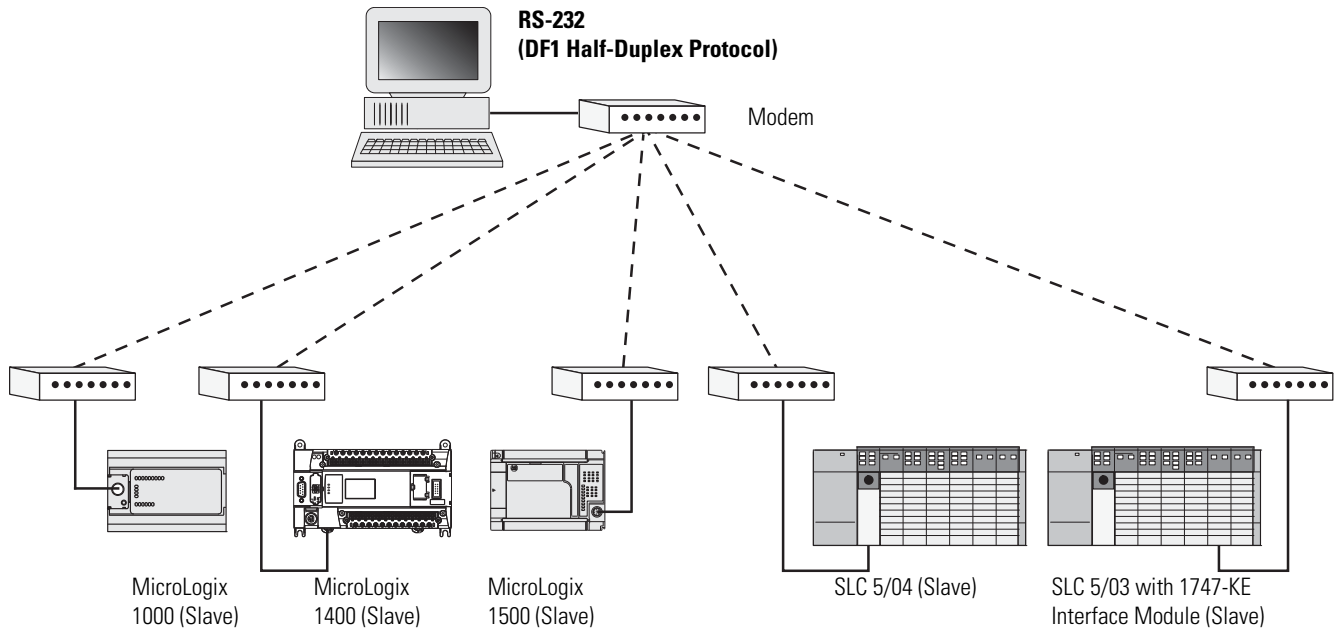 RS-232
(DF1 Half-Duplex Protocol)
Modem
MicroLogix
1000 (Slave)
MicroLogix
1400 (Slave)
MicroLogix
1500 (Slave)
SLC 5/04 (Slave)
SLC 5/03 with 1747-KE
Interface Module (Slave)